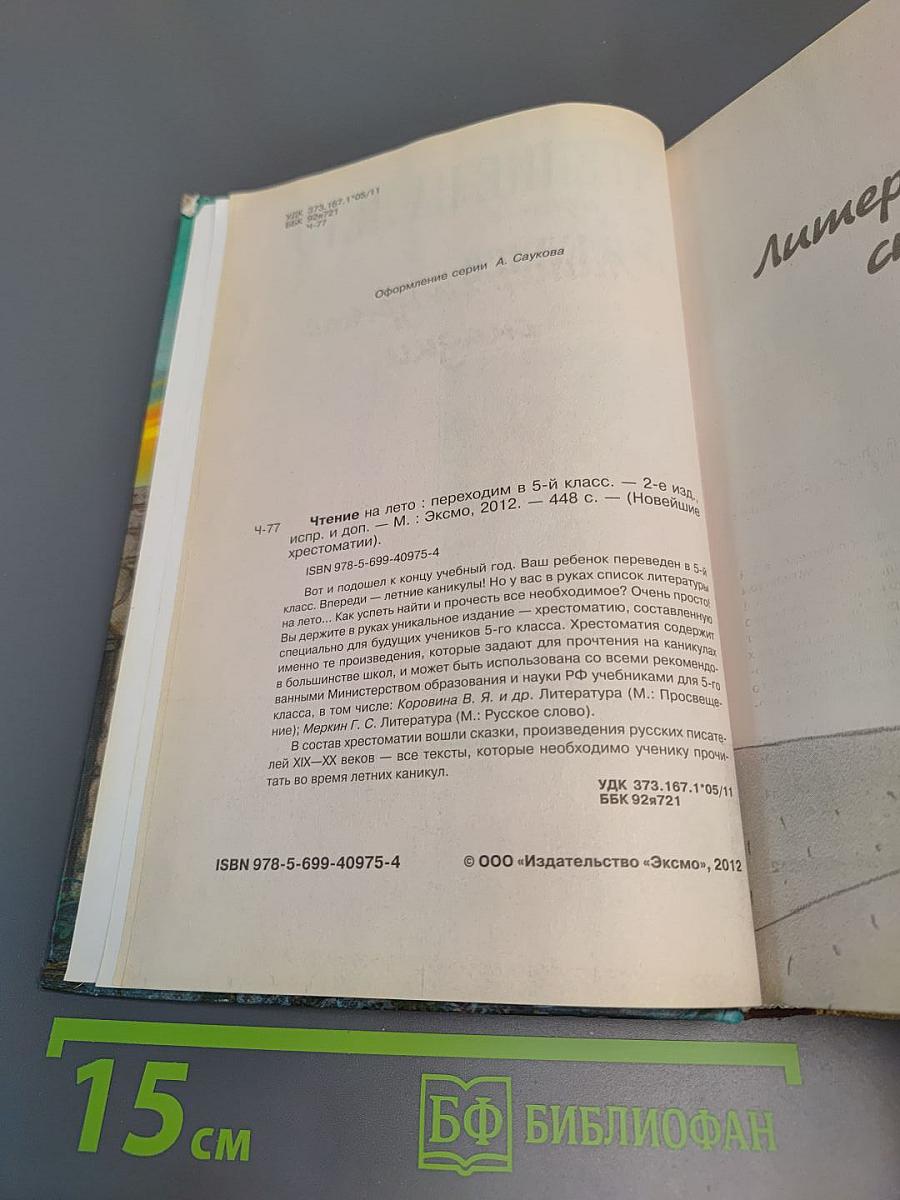 УДК 373.167.1*05/11
ББК 92я721
Ч-77
Оформление серии А. Саукова
Чтение на лето : переходим в 5-й класс. — 2-е изд.,
Ч-77 испр. и доп. — М. : Эксмо, 2012. — 448 с. — (Новейшие
хрестоматии).
ISBN 978-5-699-40975-4
Вот и подошел к концу учебный год. Ваш ребенок переведен в 5-й
класс. Впереди — летние каникулы! Но у вас в руках список литературы
на лето... Как успеть найти и прочесть все необходимое? Очень просто!
Вы держите в руках уникальное издание — хрестоматию, составленную
специально для будущих учеников 5-го класса. Хрестоматия содержит
именно те произведения, которые задают для прочтения на каникулах
в большинстве школ, и может быть использована со всеми рекомендо-
ванными Министерством образования и науки РФ учебниками для 5-го
класса, в том числе: Коровина В. Я. и др. Литература (М.: Просвеще-
ние); Меркин Г. С. Литература (М.: Русское слово).
В состав хрестоматии вошли сказки, произведения русских писате-
лей XIX—XX веков — все тексты, которые необходимо ученику прочи-
тать во время летних каникул.
УДК 373.167.1*05/11
ББК 92я721
ISBN 978-5-699-40975-4
© ООО «Издательство «Эксмо», 2012
15 см
БФ БИБЛИОФАН